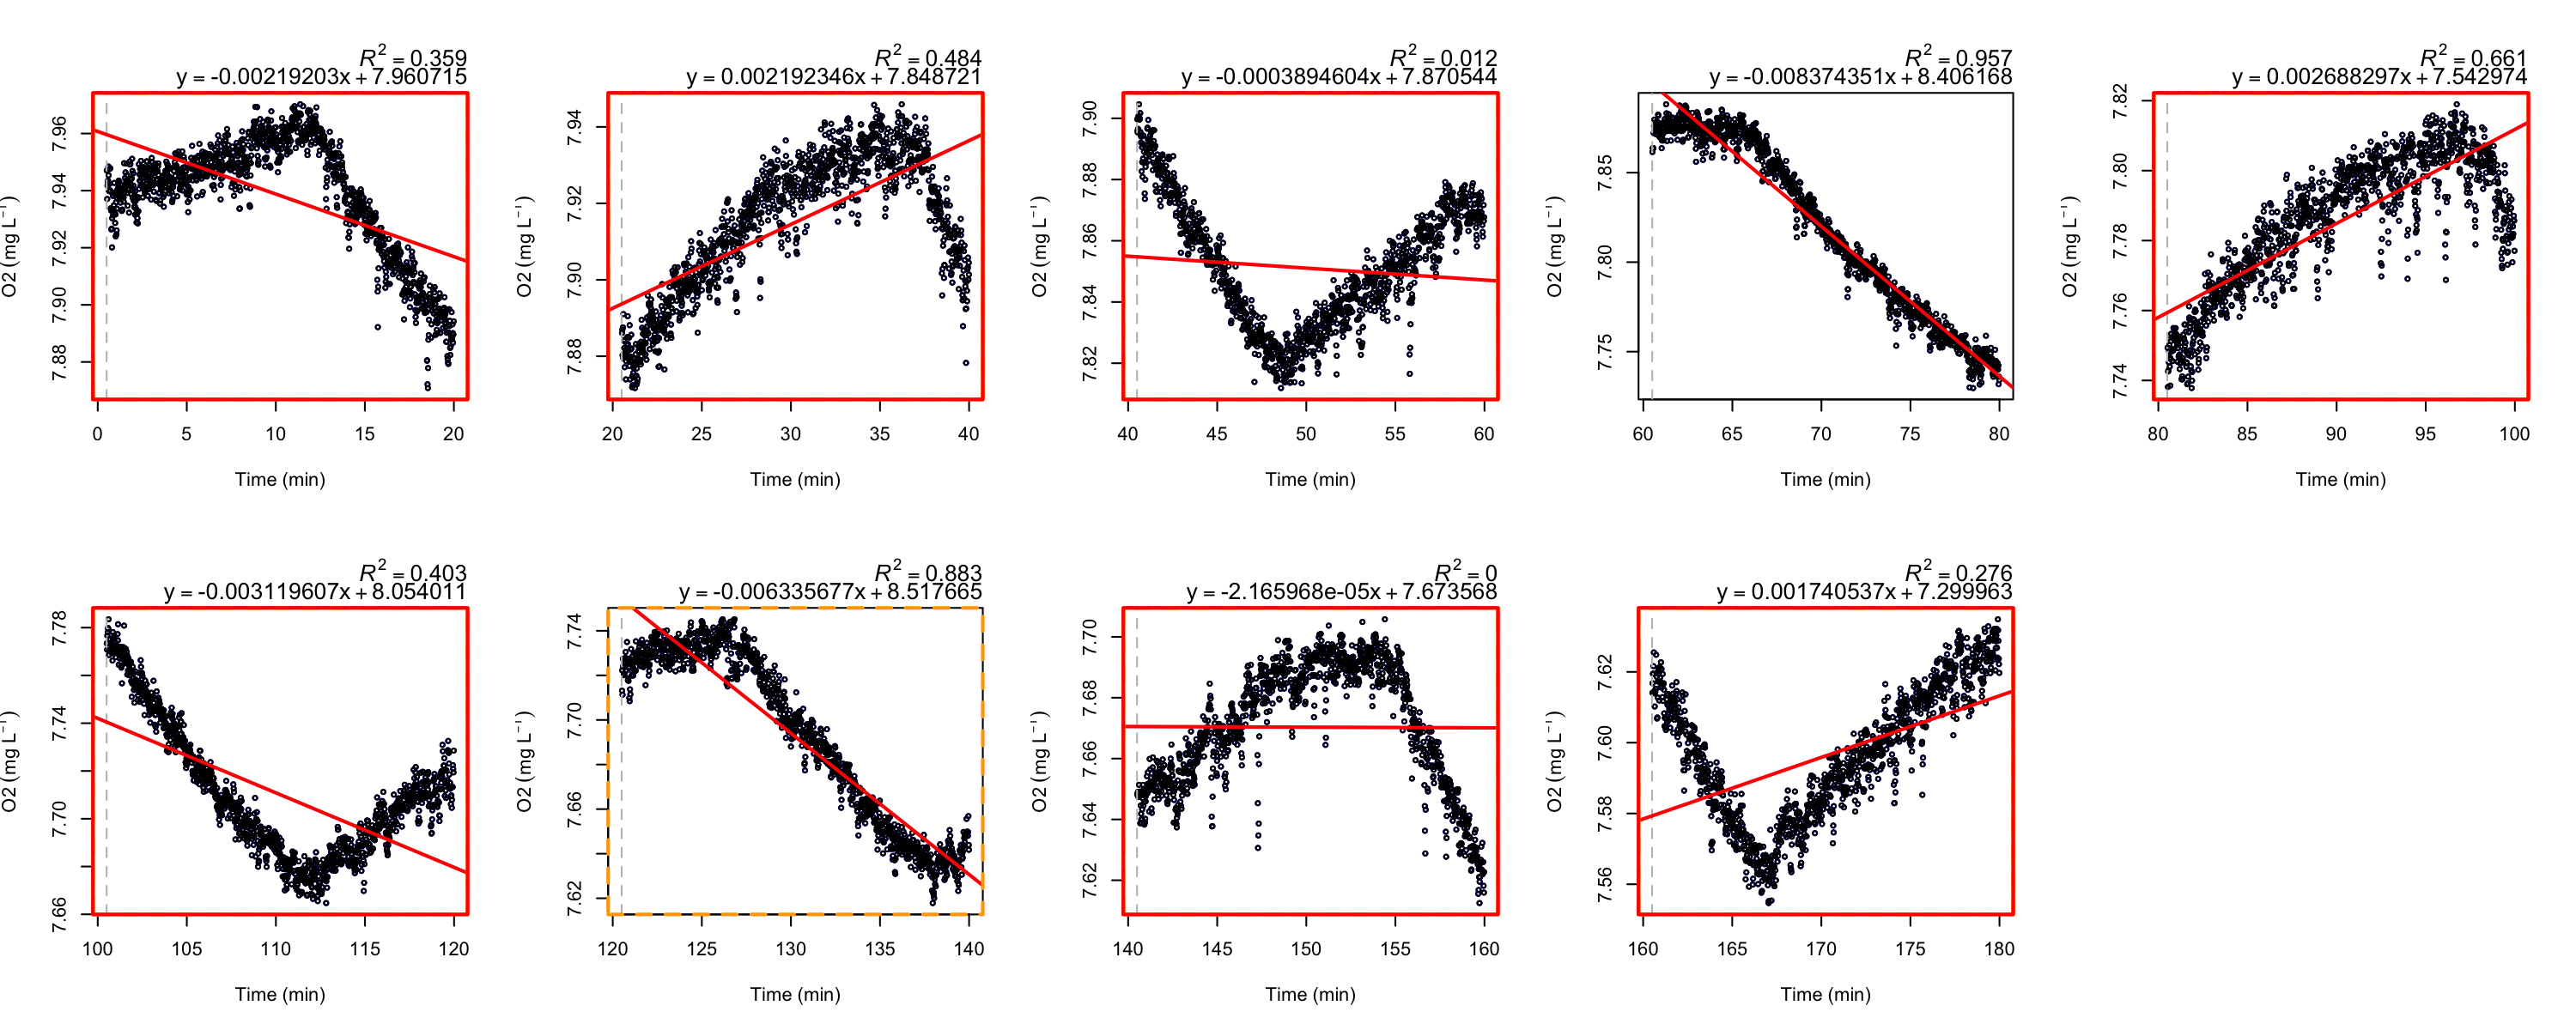 R² = 0.359
y = -0.00219203x + 7.960715
O2 (mg L⁻¹)
7.96
7.94
7.92
7.90
7.88
0 5 10 15 20
Time (min)
R² = 0.484
y = 0.002192346x + 7.848721
O2 (mg L⁻¹)
7.94
7.92
7.90
7.88
20 25 30 35 40
Time (min)
R² = 0.012
y = -0.0003894604x + 7.870544
O2 (mg L⁻¹)
7.90
7.88
7.86
7.84
7.82
40 45 50 55 60
Time (min)
R² = 0.957
y = -0.008374351x + 8.406168
O2 (mg L⁻¹)
7.85
7.80
7.75
60 65 70 75 80
Time (min)
R² = 0.661
y = 0.002688297x + 7.542974
O2 (mg L⁻¹)
7.82
7.80
7.78
7.76
7.74
80 85 90 95 100
Time (min)
R² = 0.403
y = -0.003119607x + 8.054011
O2 (mg L⁻¹)
7.78
7.74
7.70
7.66
100 105 110 115 120
Time (min)
R² = 0.883
y = -0.006335677x + 8.517665
O2 (mg L⁻¹)
7.74
7.70
7.66
7.62
120 125 130 135 140
Time (min)
R² = 0
y = -2.165968e-05x + 7.673568
O2 (mg L⁻¹)
7.70
7.68
7.66
7.64
7.62
140 145 150 155 160
Time (min)
R² = 0.276
y = 0.001740537x + 7.299963
O2 (mg L⁻¹)
7.62
7.60
7.58
7.56
160 165 170 175 180
Time (min)